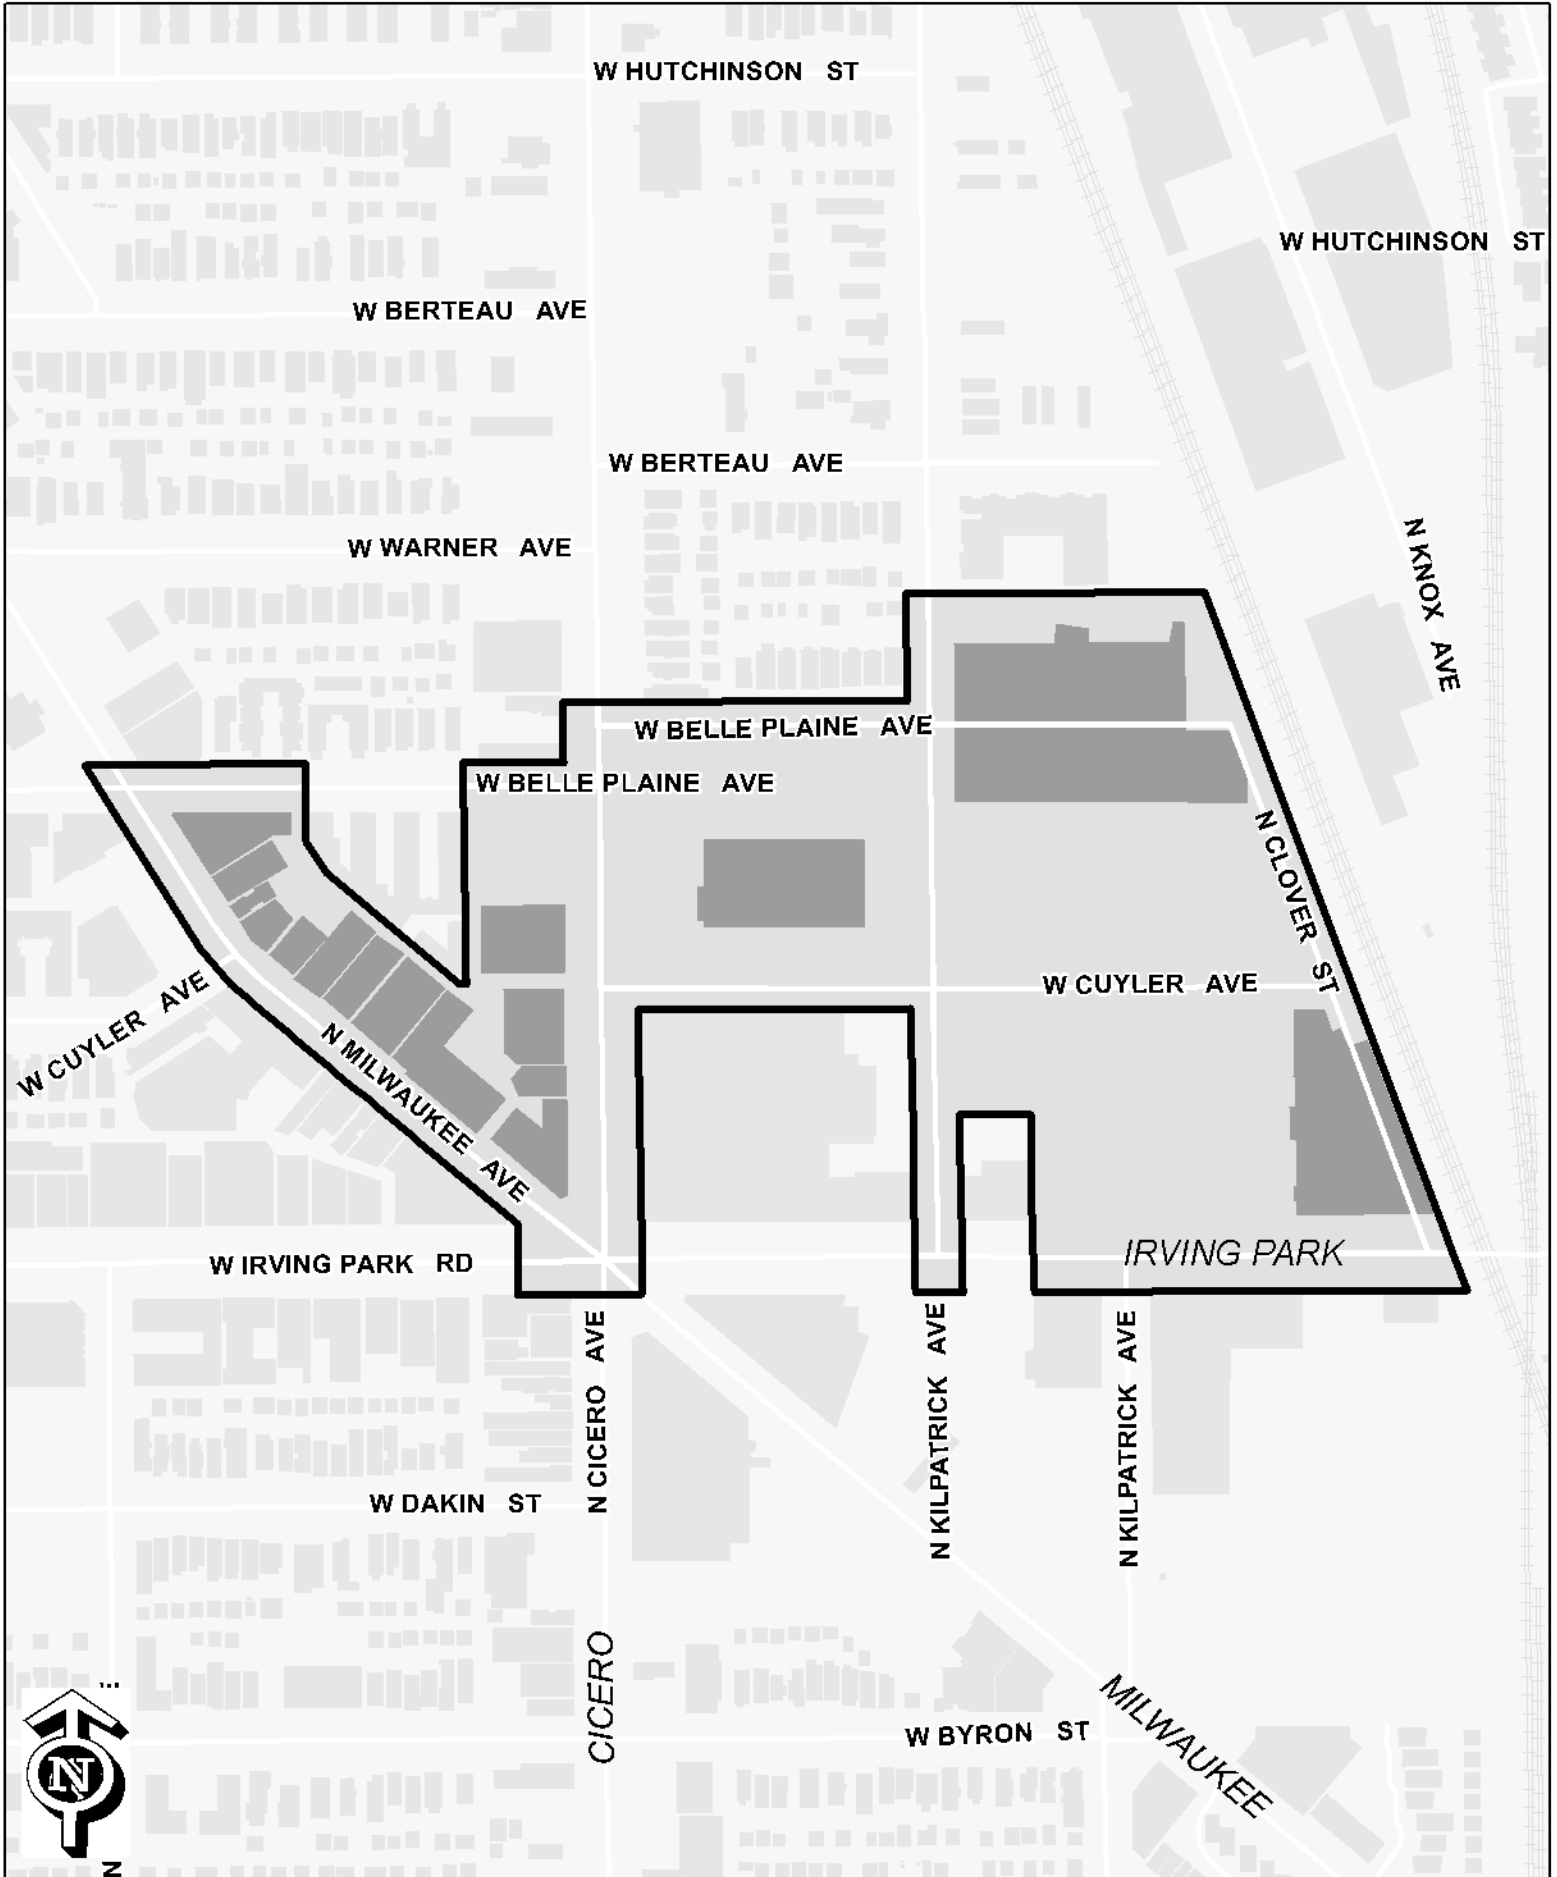 W HUTCHINSON ST
W HUTCHINSON ST
W BERTEAU AVE
W BERTEAU AVE
N KNOX AVE
W WARNER AVE
W BELLE PLAINE AVE
W BELLE PLAINE AVE
N CLOVER ST
W CUYLER AVE
W CUYLER AVE
N MILWAUKEE AVE
IRVING PARK
W IRVING PARK RD
N CICERO AVE
N KILPATRICK AVE
N KILPATRICK AVE
W DAKIN ST
CICERO
MILWAUKEE
W BYRON ST
N
N